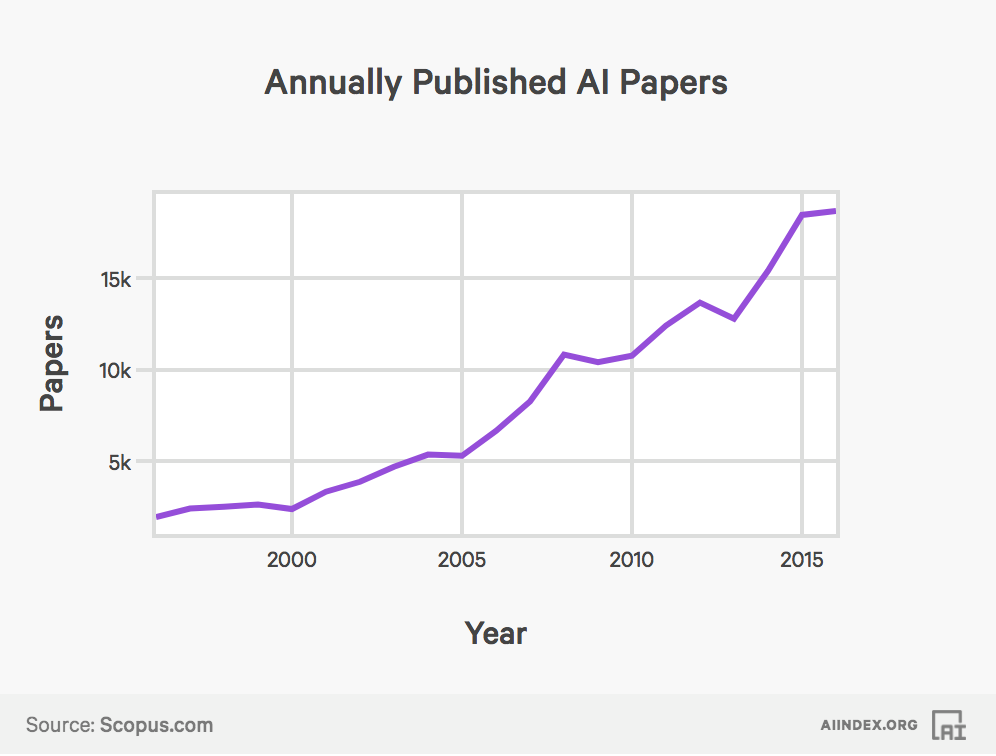 Annually Published AI Papers
15k
10k
5k
Papers
2000 2005 2010 2015
Year
Source: Scopus.com
AIINDEX.ORG
AI